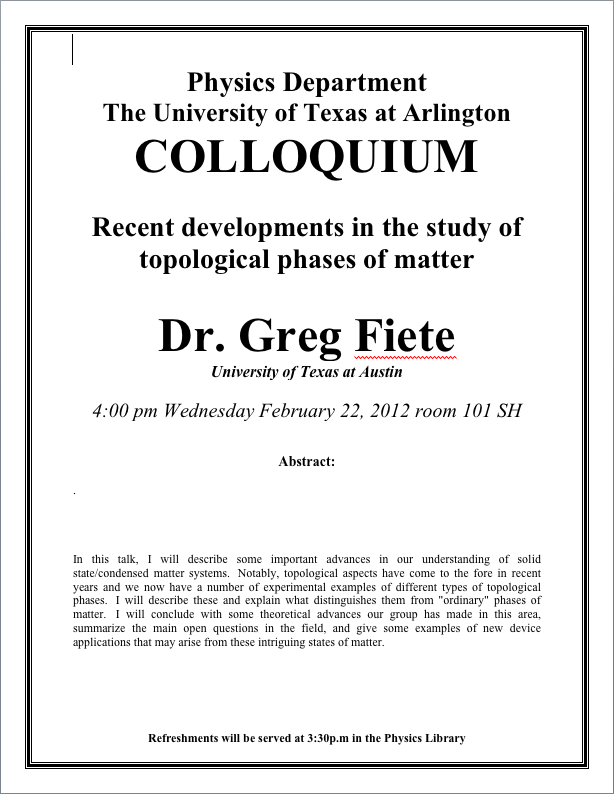 Physics Department
The University of Texas at Arlington
COLLOQUIUM
Recent developments in the study of
topological phases of matter
Dr. Greg Fiete
University of Texas at Austin
4:00 pm Wednesday February 22, 2012 room 101 SH
Abstract:
.
In this talk, I will describe some important advances in our understanding of solid
state/condensed matter systems.  Notably, topological aspects have come to the fore in recent
years and we now have a number of experimental examples of different types of topological
phases.  I will describe these and explain what distinguishes them from "ordinary" phases of
matter.  I will conclude with some theoretical advances our group has made in this area,
summarize the main open questions in the field, and give some examples of new device
applications that may arise from these intriguing states of matter.
Refreshments will be served at 3:30p.m in the Physics Library